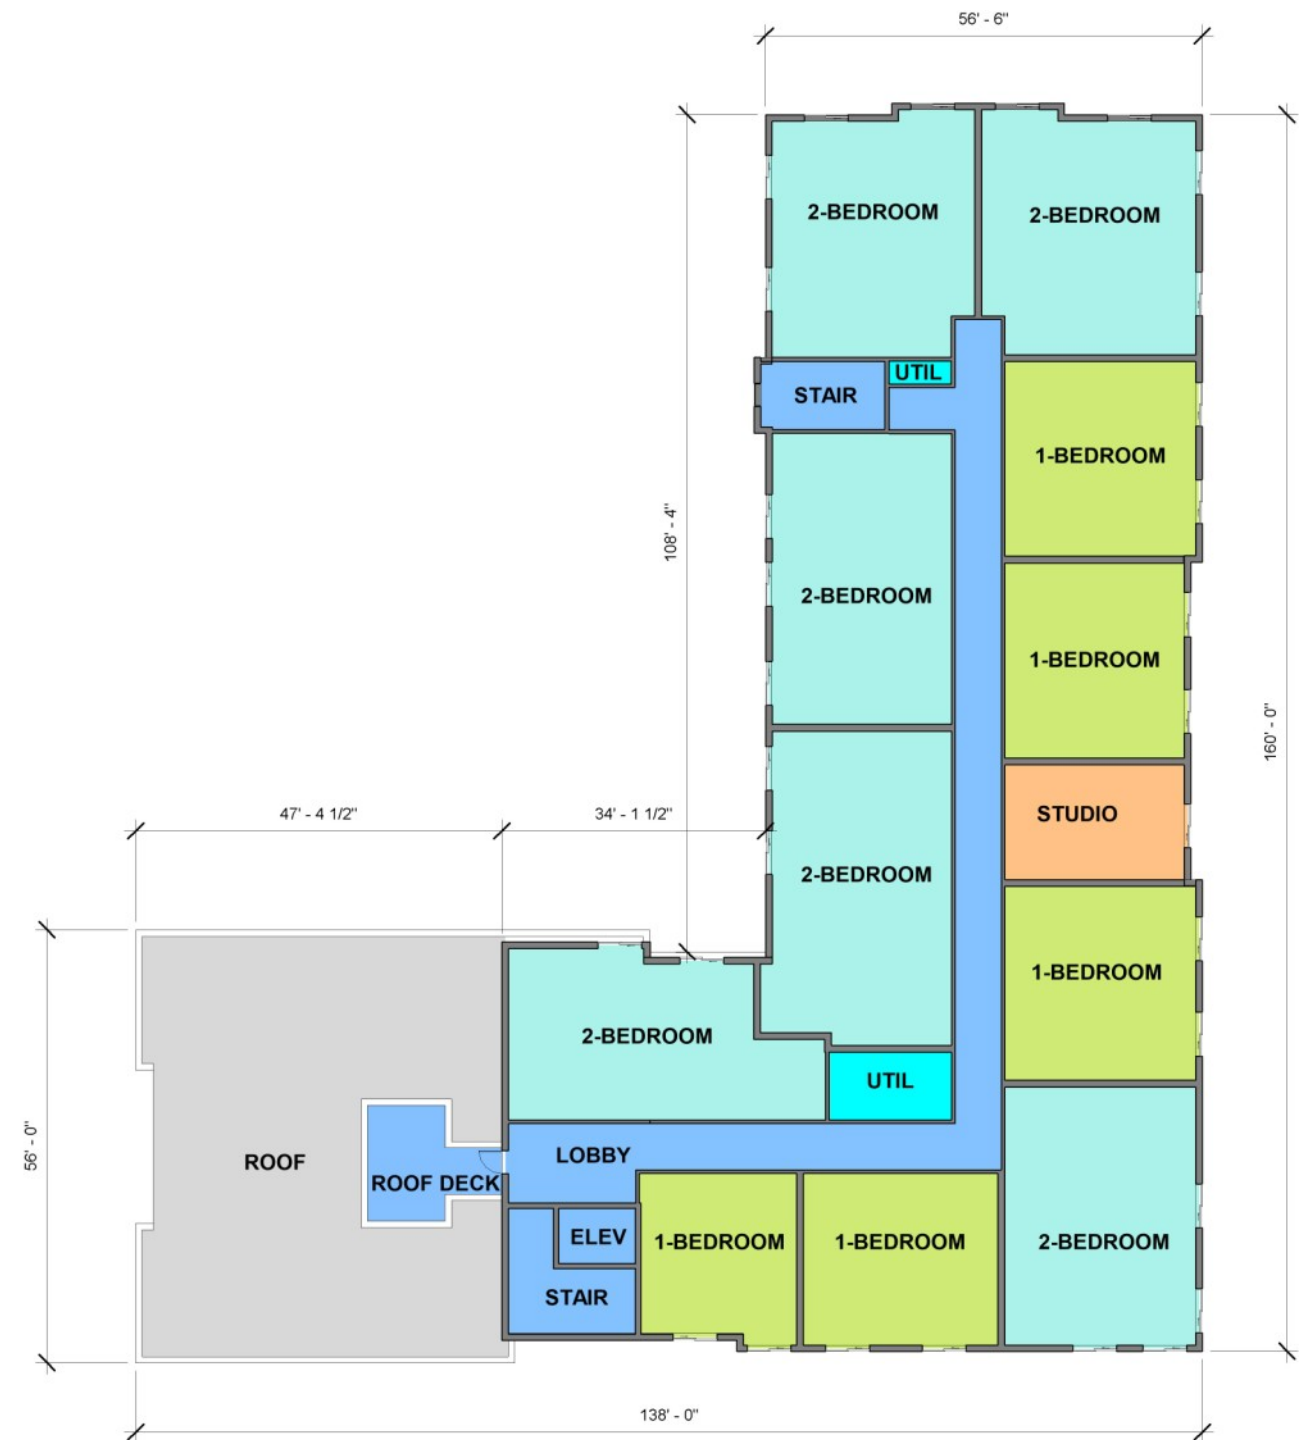 56' - 6"
2-BEDROOM
2-BEDROOM
UTIL
STAIR
1-BEDROOM
108' - 4"
2-BEDROOM
1-BEDROOM
160' - 0"
47' - 4 1/2"
34' - 1 1/2"
STUDIO
2-BEDROOM
1-BEDROOM
2-BEDROOM
UTIL
56' - 0"
ROOF
LOBBY
ROOF DECK
ELEV
1-BEDROOM
1-BEDROOM
2-BEDROOM
STAIR
138' - 0"